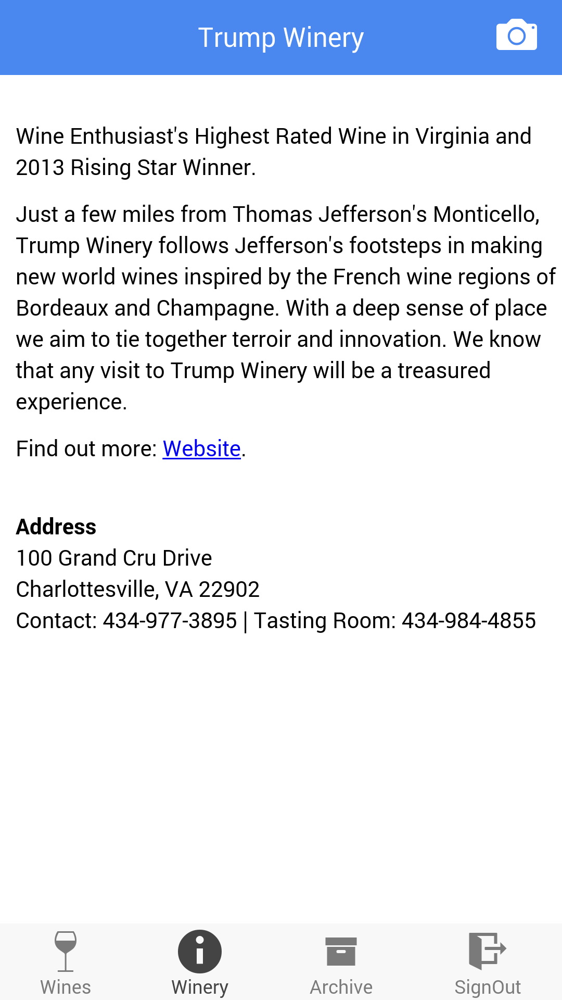 Trump Winery
Wine Enthusiast's Highest Rated Wine in Virginia and
2013 Rising Star Winner.
Just a few miles from Thomas Jefferson's Monticello,
Trump Winery follows Jefferson's footsteps in making
new world wines inspired by the French wine regions of
Bordeaux and Champagne. With a deep sense of place
we aim to tie together terroir and innovation. We know
that any visit to Trump Winery will be a treasured
experience.
Find out more: Website.
Address
100 Grand Cru Drive
Charlottesville, VA 22902
Contact: 434-977-3895 | Tasting Room: 434-984-4855
Wines Winery Archive SignOut